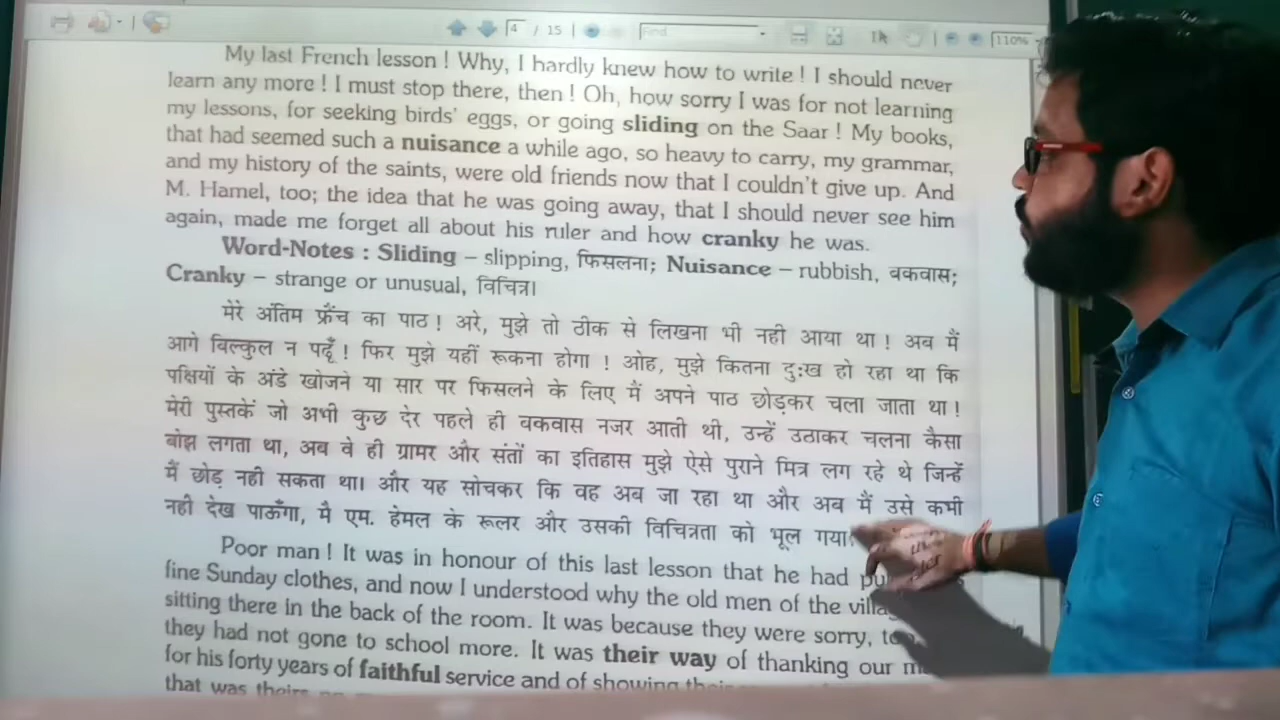 4 / 15 Find 110%
My last French lesson ! Why, I hardly knew how to write ! I should never
learn any more ! I must stop there, then ! Oh, how sorry I was for not learning
my lessons, for seeking birds' eggs, or going sliding on the Saar ! My books,
that had seemed such a nuisance a while ago, so heavy to carry, my grammar,
and my history of the saints, were old friends now that I couldn't give up. And
M. Hamel, too; the idea that he was going away, that I should never see him
again, made me forget all about his ruler and how cranky he was.
Word-Notes : Sliding – slipping, फिसलना; Nuisance – rubbish, बकवास;
Cranky – strange or unusual, विचित्र।
मेरे अंतिम फ्रैंच का पाठ ! अरे, मुझे तो ठीक से लिखना भी नही आया था ! अब मैं
आगे बिल्कुल न पढूँ ! फिर मुझे यहीं रूकना होगा ! ओह, मुझे कितना दुःख हो रहा था कि
पक्षियों के अंडे खोजने या सार पर फिसलने के लिए मैं अपने पाठ छोड़कर चला जाता था !
मेरी पुस्तकें जो अभी कुछ देर पहले ही बकवास नजर आती थी, उन्हें उठाकर चलना कैसा
बोझ लगता था, अब वे ही ग्रामर और संतों का इतिहास मुझे ऐसे पुराने मित्र लग रहे थे जिन्हें
मैं छोड़ नही सकता था। और यह सोचकर कि वह अब जा रहा था और अब मैं उसे कभी
नही देख पाऊँगा, मै एम. हेमल के रूलर और उसकी विचित्रता को भूल गया
Poor man ! It was in honour of this last lesson that he had
fine Sunday clothes, and now I understood why the old men of the
sitting there in the back of the room. It was because they were sorry,
they had not gone to school more. It was their way of thanking our
for his forty years of faithful service and of showing their
that was theirs